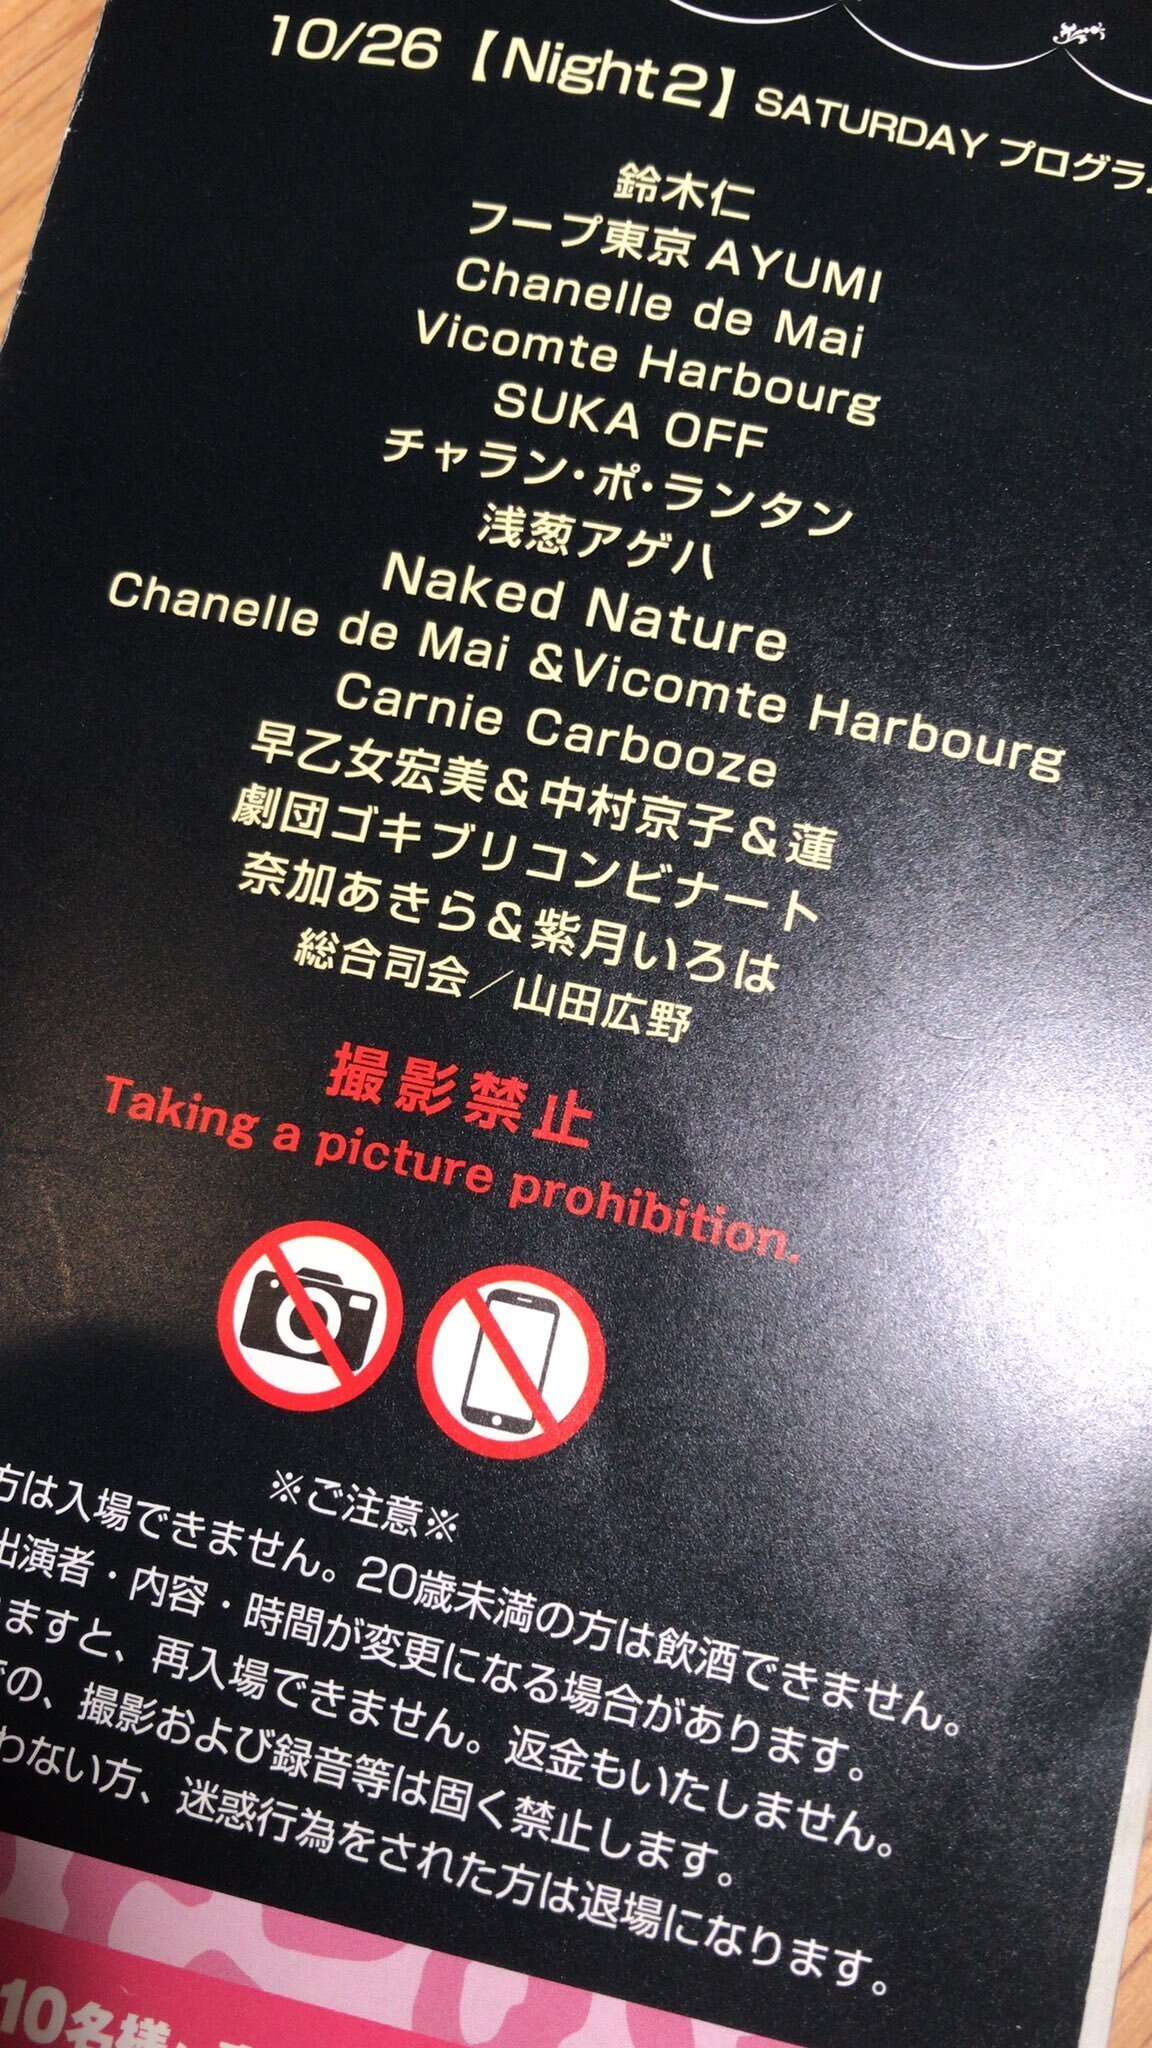 10/26【Night2】SATURDAY プログラ
鈴木仁
フープ東京 AYUMI
Chanelle de Mai
Vicomte Harbourg
SUKA OFF
チャラン・ポ・ランタン
浅葱アゲハ
Naked Nature
Chanelle de Mai &Vicomte Harbourg
Carnie Carbooze
早乙女宏美＆中村京子＆蓮
劇団ゴキブリコンビナート
奈加あきら＆紫月いろは
総合司会／山田広野
撮影禁止
Taking a picture prohibition.
※ご注意※
方は入場できません。20歳未満の方は飲酒できません。
出演者・内容・時間が変更になる場合があります。
ますと、再入場できません。返金もいたしません。
の、撮影および録音等は固く禁止します。
わない方、迷惑行為をされた方は退場になります。
10名様